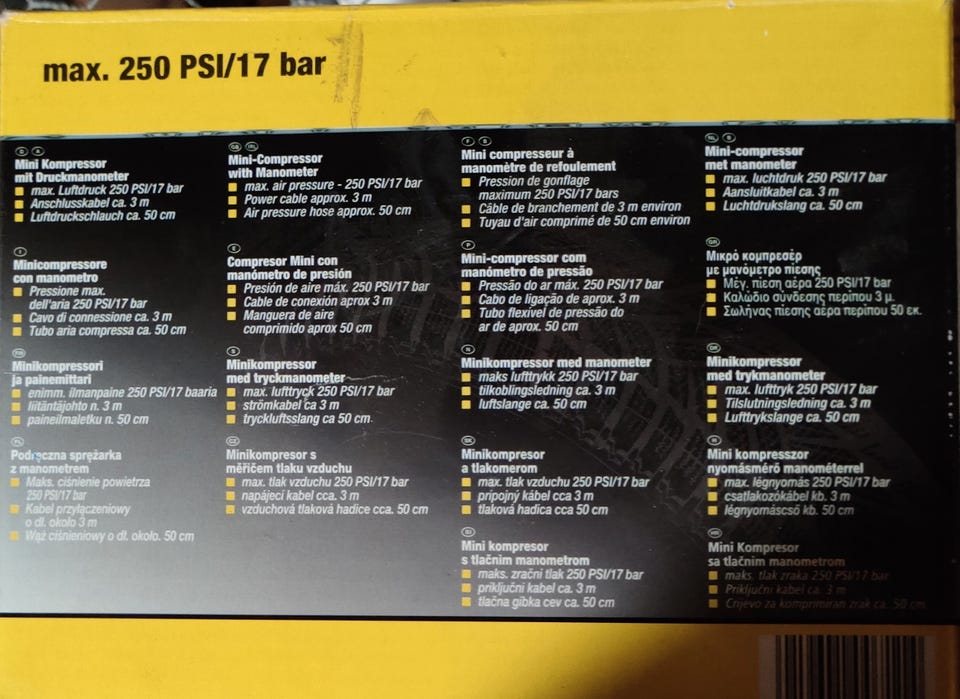 max. 250 PSI/17 bar
D A
Mini Kompressor
mit Druckmanometer
max. Luftdruck 250 PSI/17 bar
Anschlusskabel ca. 3 m
Luftdruckschlauch ca. 50 cm
GB IRL
Mini-Compressor
with Manometer
max. air pressure - 250 PSI/17 bar
Power cable approx. 3 m
Air pressure hose approx. 50 cm
F B
Mini compresseur à
manomètre de refoulement
Pression de gonflage
maximum 250 PSI/17 bars
Câble de branchement de 3 m environ
Tuyau d'air comprimé de 50 cm environ
NL B
Mini-compressor
met manometer
max. luchtdruk 250 PSI/17 bar
Aansluitkabel ca. 3 m
Luchtdrukslang ca. 50 cm
I
Minicompressore
con manometro
Pressione max.
dell'aria 250 PSI/17 bar
Cavo di connessione ca. 3 m
Tubo aria compressa ca. 50 cm
E
Compresor Mini con
manómetro de presión
Presión de aire máx. 250 PSI/17 bar
Cable de conexión aprox 3 m
Manguera de aire
comprimido aprox 50 cm
P
Mini-compressor com
manómetro de pressão
Pressão do ar máx. 250 PSI/17 bar
Cabo de ligação de aprox. 3 m
Tubo flexível de pressão do
ar de aprox. 50 cm
GR
Μικρό κομπρεσέρ
με μανόμετρο πίεσης
Μέγ. πίεση αέρα 250 PSI/17 bar
Καλώδιο σύνδεσης περίπου 3 μ.
Σωλήνας πίεσης αέρα περίπου 50 εκ.
FIN
Minikompressori
ja painemittari
enimm. ilmanpaine 250 PSI/17 baaria
liitäntäjohto n. 3 m
paineilmaletku n. 50 cm
S
Minikompressor
med tryckmanometer
max. lufttryck 250 PSI/17 bar
strömkabel ca 3 m
tryckluftsslang ca 50 cm
N
Minikompressor med manometer
maks lufttrykk 250 PSI/17 bar
tilkoblingsledning ca. 3 m
luftslange ca. 50 cm
DK
Minikompressor
med trykmanometer
max. lufttryk 250 PSI/17 bar
Tilslutningsledning ca. 3 m
Lufttrykslange ca. 50 cm
PL
Podręczna sprężarka
z manometrem
Maks. ciśnienie powietrza
250 PSI/17 bar
Kabel przyłączeniowy
o dł. około 3 m
Wąż ciśnieniowy o dł. około. 50 cm
CZ
Minikompresor s
měřičem tlaku vzduchu
max. tlak vzduchu 250 PSI/17 bar
napájecí kabel cca. 3 m
vzduchová tlaková hadice cca. 50 cm
SK
Minikompresor
a tlakomerom
max. tlak vzduchu 250 PSI/17 bar
prípojný kábel cca 3 m
tlaková hadica cca 50 cm
H
Mini kompresszor
nyomásmérő manométerrel
max. légnyomás 250 PSI/17 bar
csatlakozókábel kb. 3 m
légnyomáscső kb. 50 cm
SI
Mini kompresor
s tlačnim manometrom
maks. zračni tlak 250 PSI/17 bar
priključni kabel ca. 3 m
tlačna gibka cev ca. 50 cm
HR
Mini Kompresor
sa tlačnim manometrom
maks. tlak zraka 250 PSI/17 bar
Priključni kabel ca. 3 m
Crijevo za komprimiran zrak ca. 50 cm